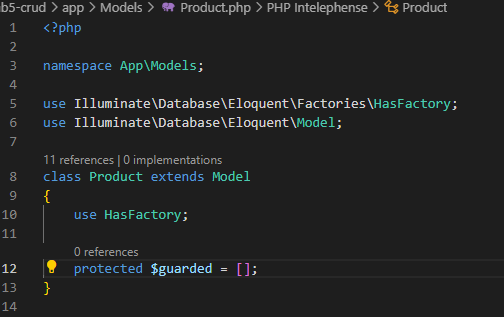 b5-crud > app > Models > Product.php > PHP Intelephense > Product
1 <?php
2
3 namespace App\Models;
4
5 use Illuminate\Database\Eloquent\Factories\HasFactory;
6 use Illuminate\Database\Eloquent\Model;
7
11 references | 0 implementations
8 class Product extends Model
9 {
10 use HasFactory;
11
0 references
12 protected $guarded = [];
13 }
14